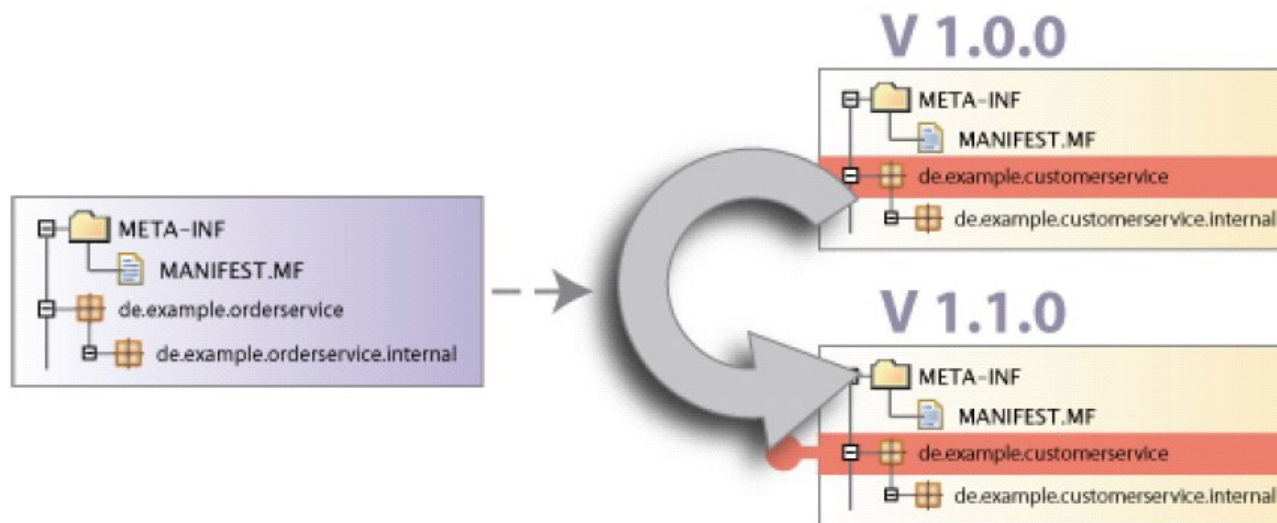 META-INF
MANIFEST.MF
de.example.orderservice
de.example.orderservice.internal
V 1.0.0
META-INF
MANIFEST.MF
de.example.customerservice
de.example.customerservice.internal
V 1.1.0
META-INF
MANIFEST.MF
de.example.customerservice
de.example.customerservice.internal